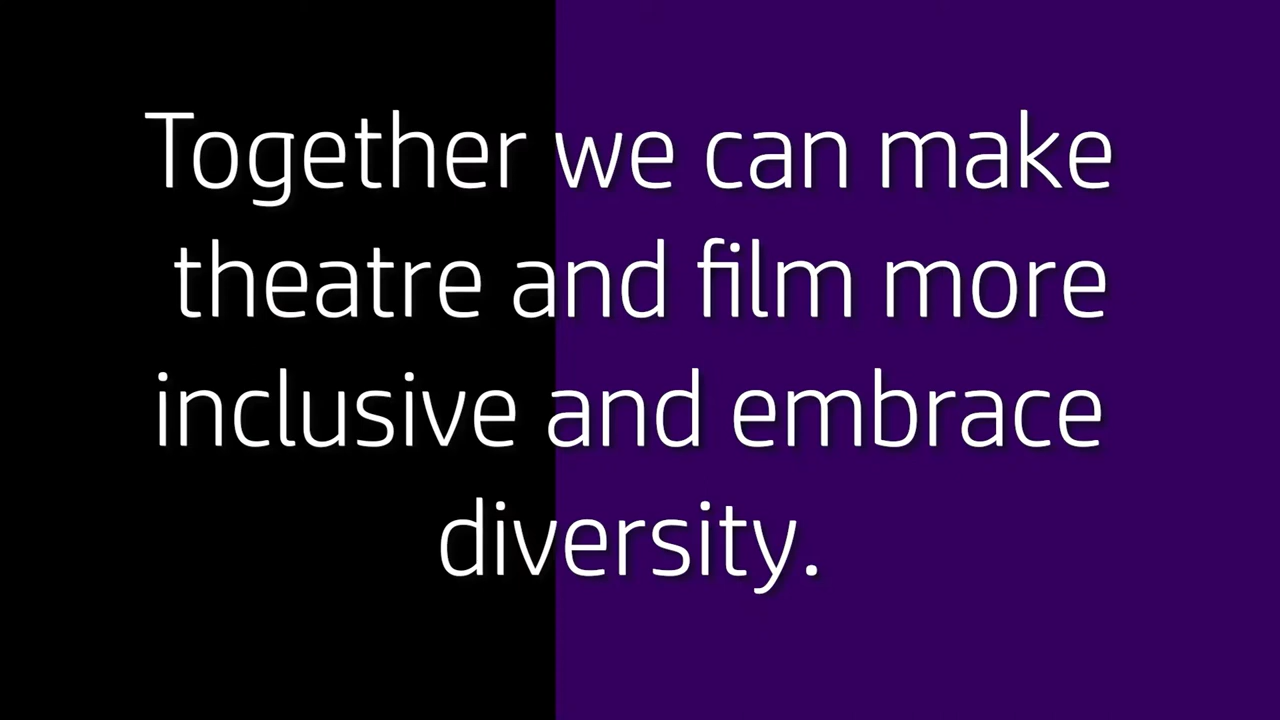 Together we can make
theatre and film more
inclusive and embrace
diversity.